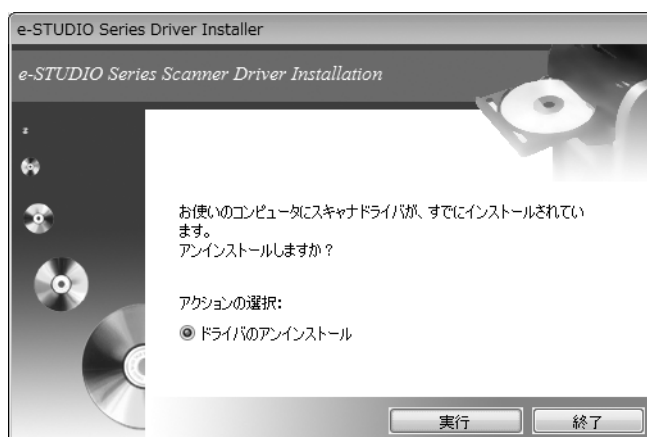 e-STUDIO Series Driver Installer
e-STUDIO Series Scanner Driver Installation
お使いのコンピュータにスキャナドライバが、すでにインストールされてい
ます。
アンインストールしますか？
アクションの選択:
ドライバのアンインストール
実行
終了